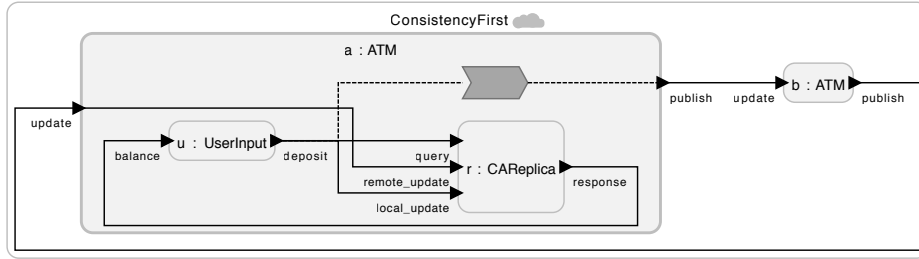 ConsistencyFirst
a : ATM
publish
update
b : ATM
publish
update
balance
u : UserInput
deposit
query
remote_update
local_update
r : CAReplica
response